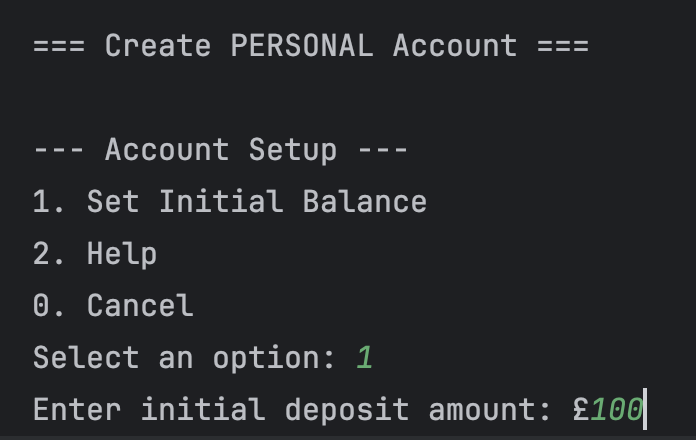 === Create PERSONAL Account ===
--- Account Setup ---
1. Set Initial Balance
2. Help
0. Cancel
Select an option: 1
Enter initial deposit amount: £100